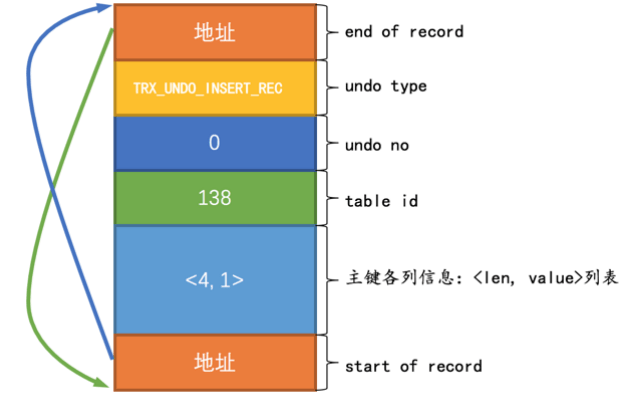 地址 end of record
TRX_UNDO_INSERT_REC undo type
0 undo no
138 table id
<4, 1> 主键各列信息：<len, value>列表
地址 start of record